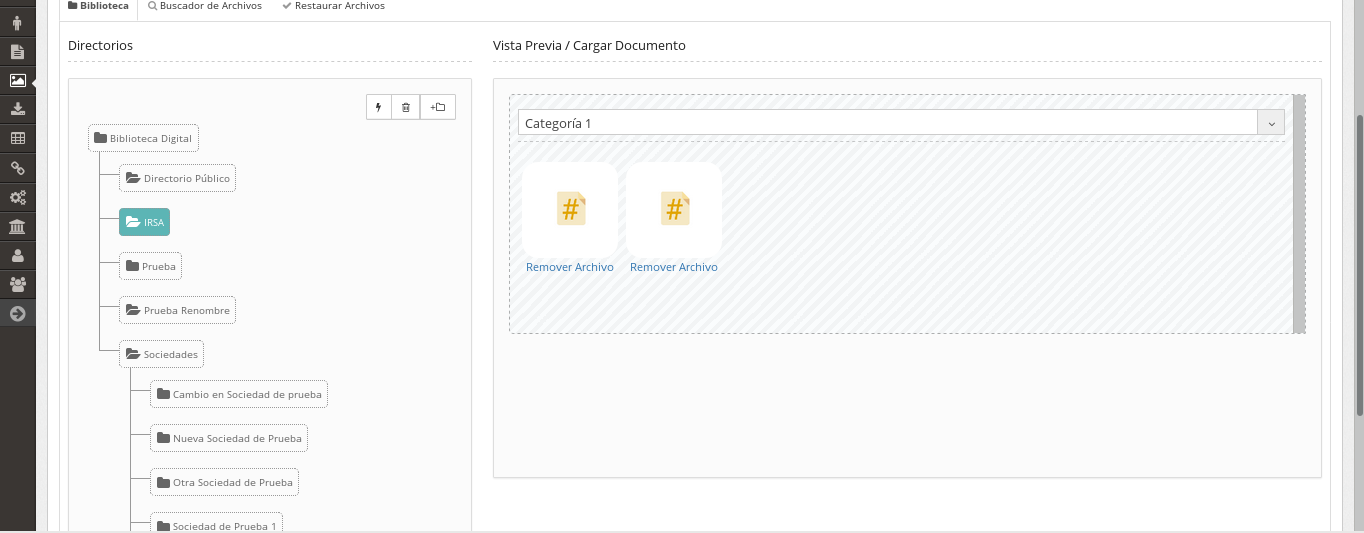 Biblioteca
Buscador de Archivos
Restaurar Archivos
Directorios
Vista Previa / Cargar Documento
Biblioteca Digital
Directorio Público
IRSA
Prueba
Prueba Renombre
Sociedades
Cambio en Sociedad de prueba
Nueva Sociedad de Prueba
Otra Sociedad de Prueba
Sociedad de Prueba 1
Categoría 1
# #
Remover Archivo Remover Archivo